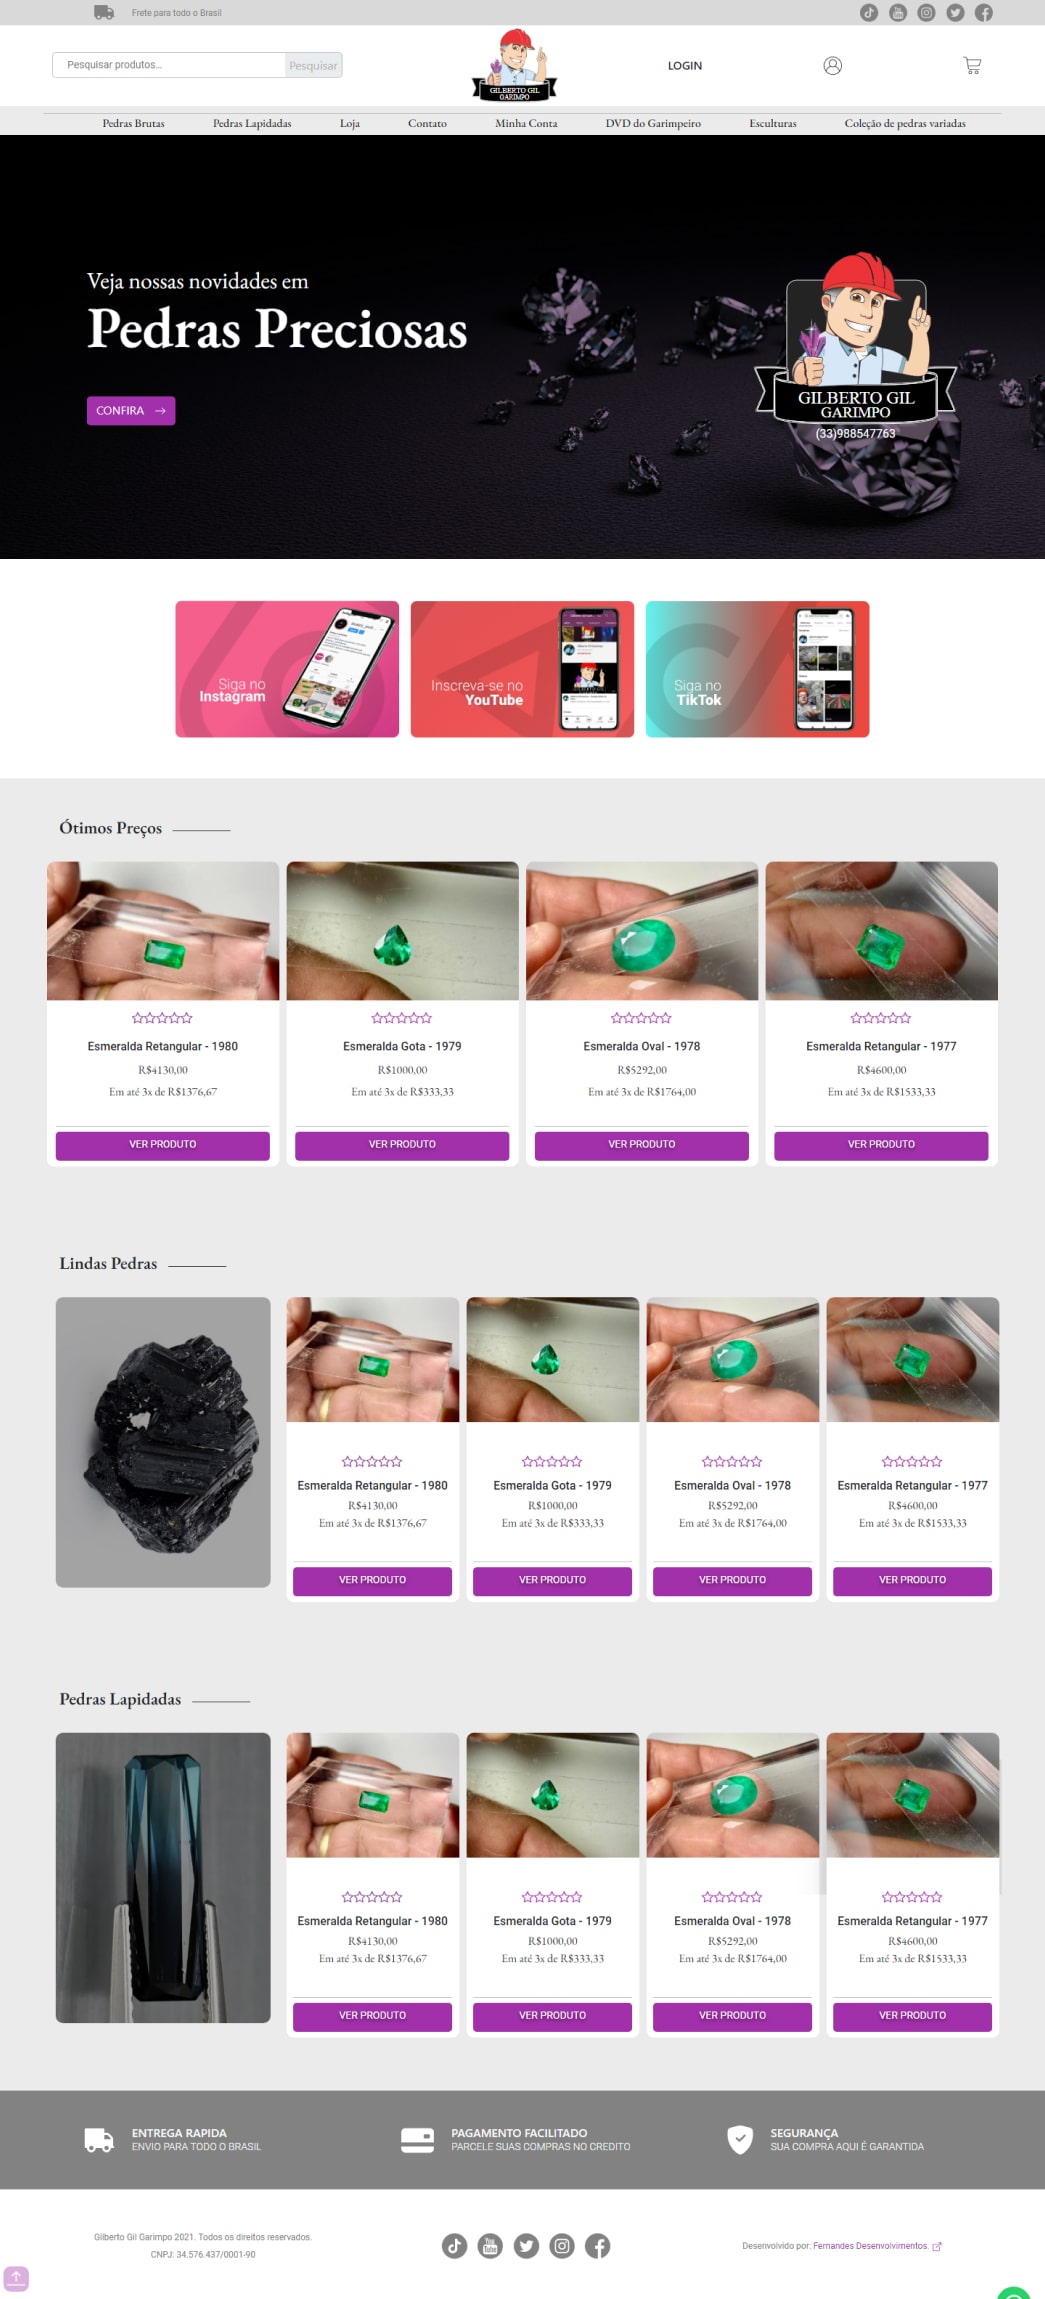 Frete para todo o Brasil
Pesquisar produtos...
Pesquisar
GILBERTO GIL
GARIMPO
LOGIN
Pedras Brutas
Pedras Lapidadas
Loja
Contato
Minha Conta
DVD do Garimpeiro
Esculturas
Coleção de pedras variadas
Veja nossas novidades em
Pedras Preciosas
CONFIRA
GILBERTO GIL
GARIMPO
(33)988547763
Siga no
Instagram
Inscreva-se no
YouTube
Siga no
TikTok
Ótimos Preços
Esmeralda Retangular - 1980
R$4130,00
Em até 3x de R$1376,67
VER PRODUTO
Esmeralda Gota - 1979
R$1000,00
Em até 3x de R$333,33
VER PRODUTO
Esmeralda Oval - 1978
R$5292,00
Em até 3x de R$1764,00
VER PRODUTO
Esmeralda Retangular - 1977
R$4600,00
Em até 3x de R$1533,33
VER PRODUTO
Lindas Pedras
Esmeralda Retangular - 1980
R$4130,00
Em até 3x de R$1376,67
VER PRODUTO
Esmeralda Gota - 1979
R$1000,00
Em até 3x de R$333,33
VER PRODUTO
Esmeralda Oval - 1978
R$5292,00
Em até 3x de R$1764,00
VER PRODUTO
Esmeralda Retangular - 1977
R$4600,00
Em até 3x de R$1533,33
VER PRODUTO
Pedras Lapidadas
Esmeralda Retangular - 1980
R$4130,00
Em até 3x de R$1376,67
VER PRODUTO
Esmeralda Gota - 1979
R$1000,00
Em até 3x de R$333,33
VER PRODUTO
Esmeralda Oval - 1978
R$5292,00
Em até 3x de R$1764,00
VER PRODUTO
Esmeralda Retangular - 1977
R$4600,00
Em até 3x de R$1533,33
VER PRODUTO
ENTREGA RAPIDA
ENVIO PARA TODO O BRASIL
PAGAMENTO FACILITADO
PARCELE SUAS COMPRAS NO CREDITO
SEGURANÇA
SUA COMPRA AQUI É GARANTIDA
Gilberto Gil Garimpo 2021. Todos os direitos reservados.
CNPJ: 34.576.437/0001-90
Desenvolvido por: Fernandes Desenvolvimentos.